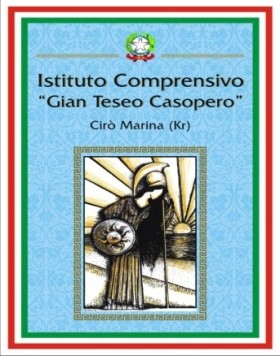 Istituto Comprensivo
“Gian Teseo Casopero”
Cirò Marina (Kr)